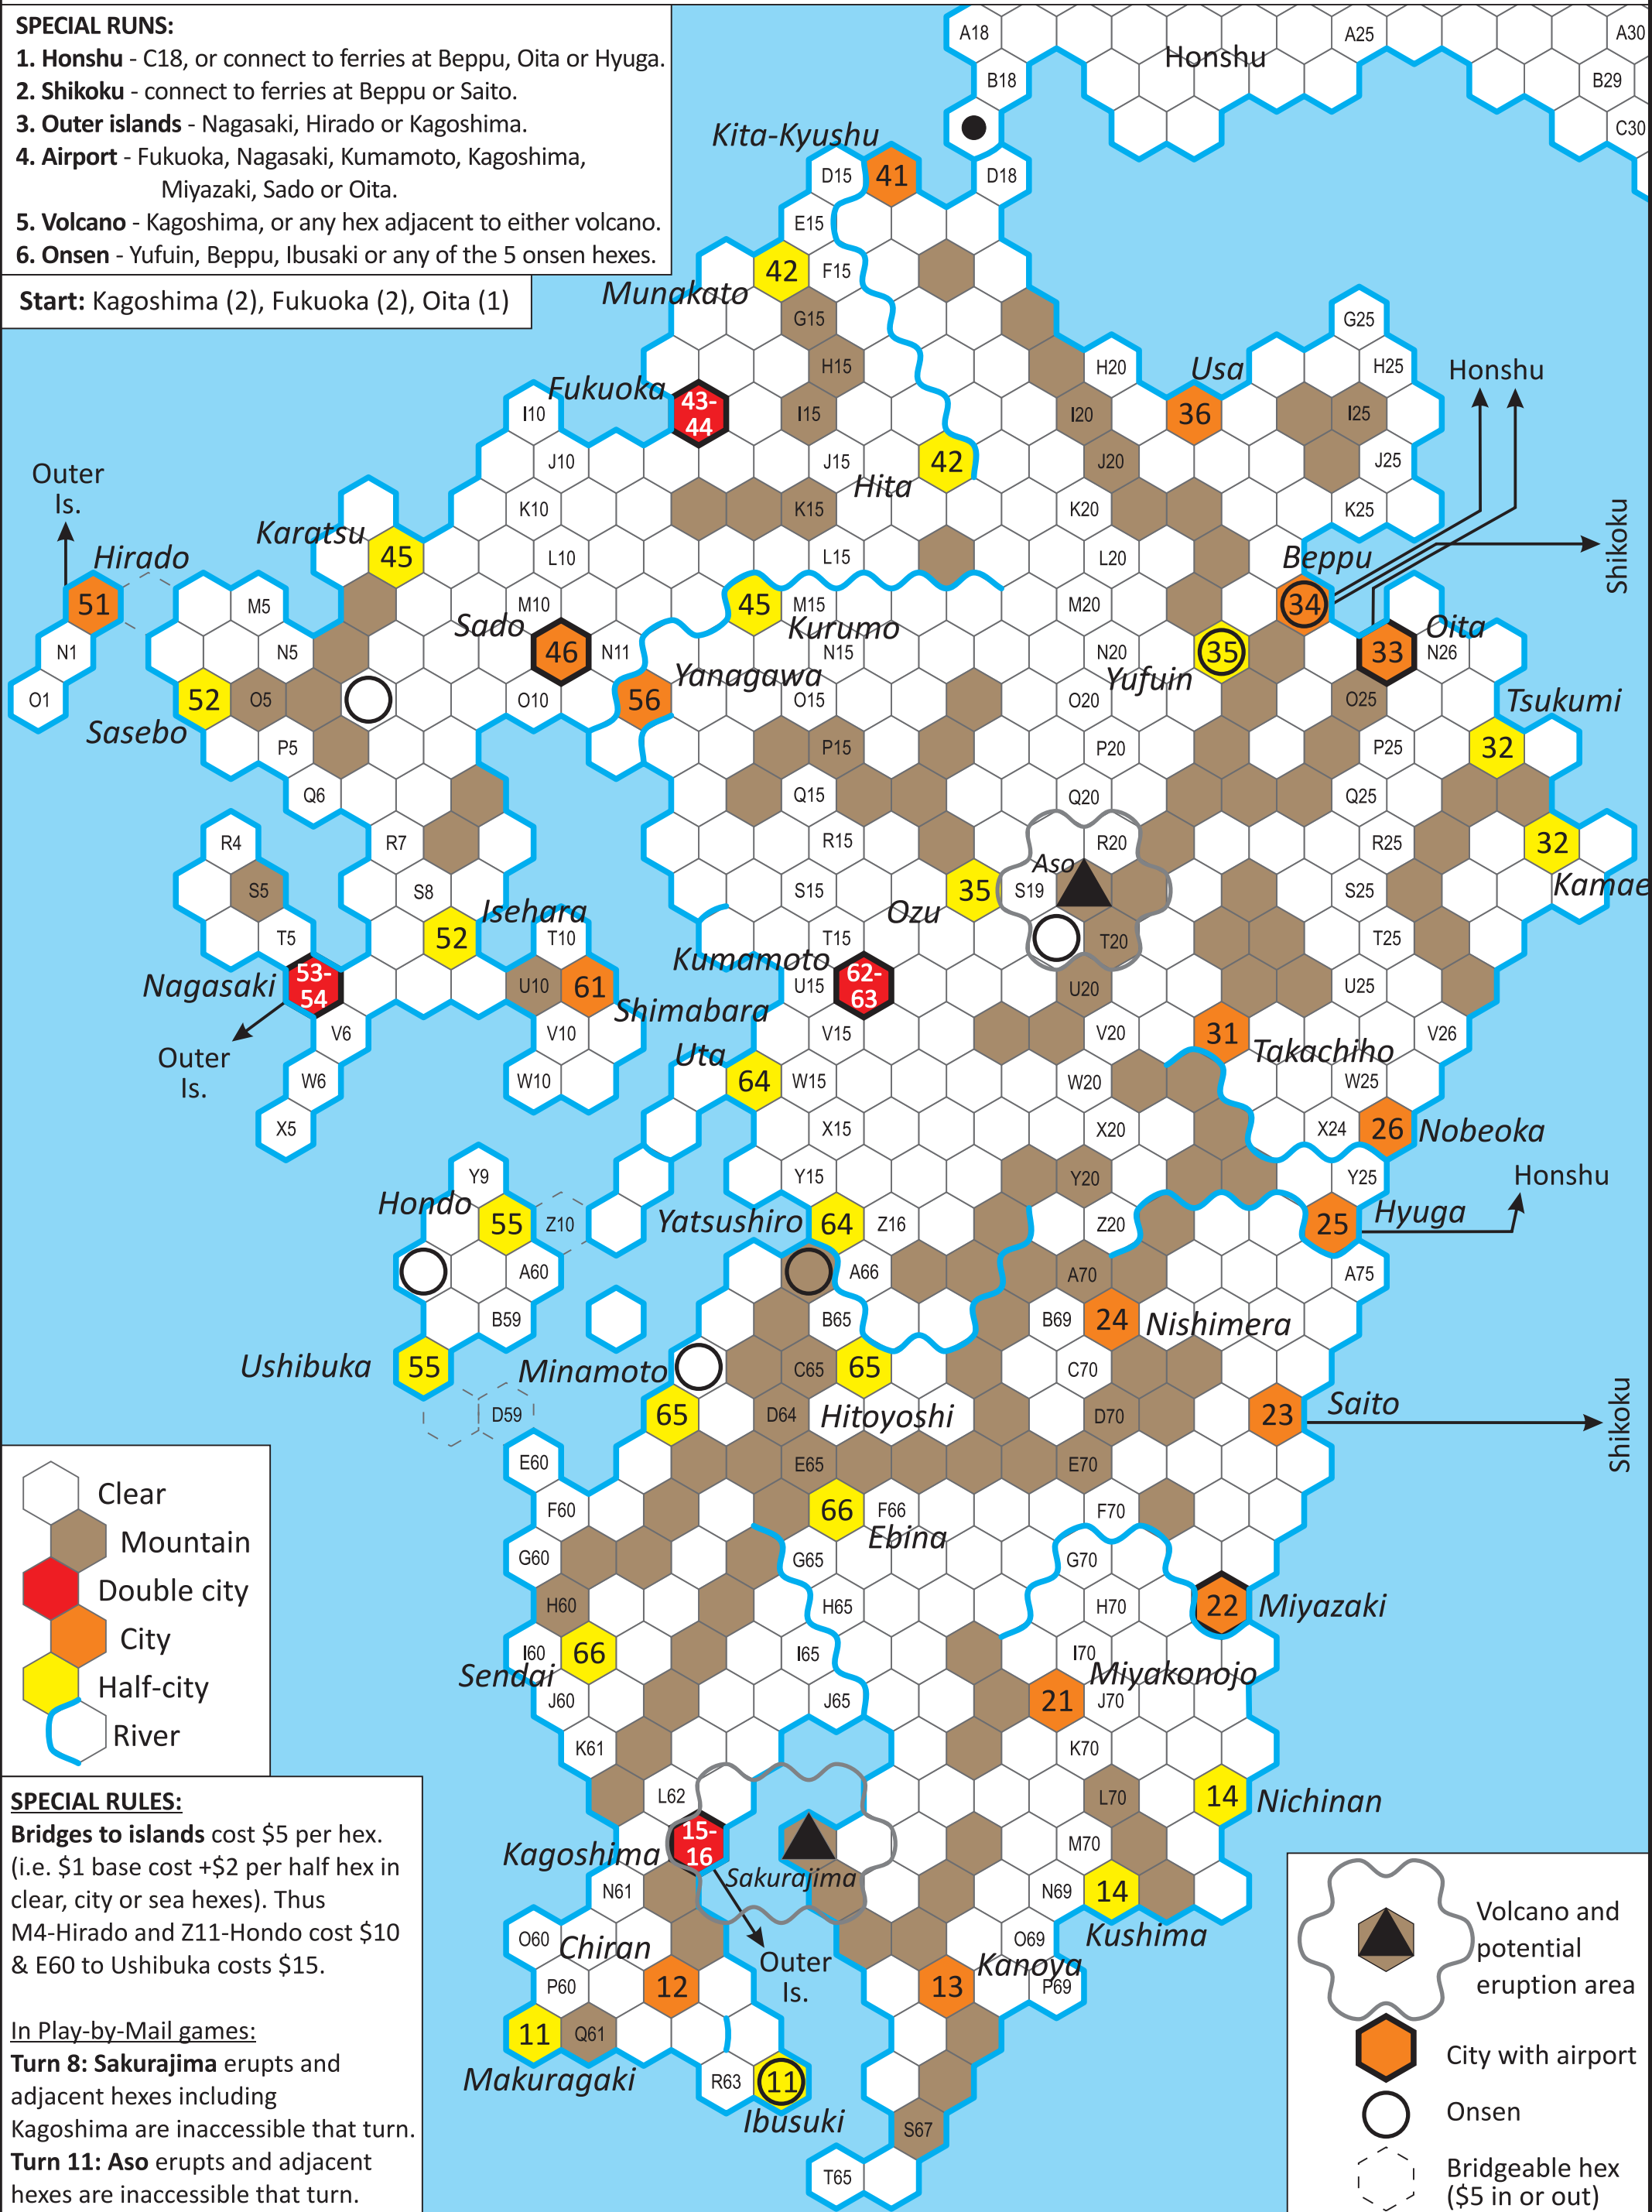 SPECIAL RUNS:
1. Honshu - C18, or connect to ferries at Beppu, Oita or Hyuga.
2. Shikoku - connect to ferries at Beppu or Saito.
3. Outer islands - Nagasaki, Hirado or Kagoshima.
4. Airport - Fukuoka, Nagasaki, Kumamoto, Kagoshima,
Miyazaki, Sado or Oita.
5. Volcano - Kagoshima, or any hex adjacent to either volcano.
6. Onsen - Yufuin, Beppu, Ibusaki or any of the 5 onsen hexes.
Start: Kagoshima (2), Fukuoka (2), Oita (1)
A18 A25 A30
Honshu
B18 B29
C30
Kita-Kyushu
D15 41 D18
E15
42 F15
Munakato
G15 G25
H15 H20 Usa H25 Honshu
Fukuoka
I10 43-
44 I15 I20 36 I25
J10 J15 42 J20 J25
Outer
Is.
Hita
K10 K15 K20 K25
Karatsu
45 L10 L15 L20 Beppu
Shikoku
Hirado
51 M5 M10 45 M15 M20 34
Sado Kurumo Oita
N1 N5 46 N11 N15 N20 35 33 N26
Yanagawa Yufuin
O1 52 O5 O10 56 O15 O20 O25 Tsukumi
Sasebo
P5 P15 P20 P25 32
Q6 Q15 Q20 Q25
R4 R7 R15 R20 R25 32
Aso
S5 S8 S15 35 S19 S25 Kamae
Isehara Ozu
T5 52 T10 T15 T20 T25
Kumamoto
Nagasaki 53-
54 U10 61 U15 62-
63 U20 U25
Shimabara
V6 V10 V15 V20 31 V26
Outer
Is.
Uta Takachiho
W6 W10 64 W15 W20 W25
X5 X15 X20 X24 26 Nobeoka
Y9 Y15 Y20 Y25 Honshu
Hondo 55 Z10 Yatsushiro 64 Z16 Z20 25 Hyuga
A60 A66 A70 A75
B59 B65 B69 24 Nishimera
Ushibuka 55 Minamoto C65 65 C70
D59 65 D64 Hitoyoshi D70 23 Saito
Shikoku
E60 E65 E70
F60 66 F66 F70
Ebina
G60 G65 G70
H60 H65 H70 22 Miyazaki
I60 66 I65 I70
Sendai Miyakonojo
J60 J65 21 J70
K61 K70
L62 L70 14 Nichinan
Kagoshima 15-
16 M70
Sakurajima
N61 N69 14
Kushima
O60 Chiran O69
Outer
Is.
Kanoya
P60 12 13 P69
11 Q61
Makuragaki
R63 11
Ibusuki
S67
T65
Clear
Mountain
Double city
City
Half-city
River
SPECIAL RULES:
Bridges to islands cost $5 per hex.
(i.e. $1 base cost +$2 per half hex in
clear, city or sea hexes). Thus
M4-Hirado and Z11-Hondo cost $10
& E60 to Ushibuka costs $15.
In Play-by-Mail games:
Turn 8: Sakurajima erupts and
adjacent hexes including
Kagoshima are inaccessible that turn.
Turn 11: Aso erupts and adjacent
hexes are inaccessible that turn.
Volcano and
potential
eruption area
City with airport
Onsen
Bridgeable hex
($5 in or out)